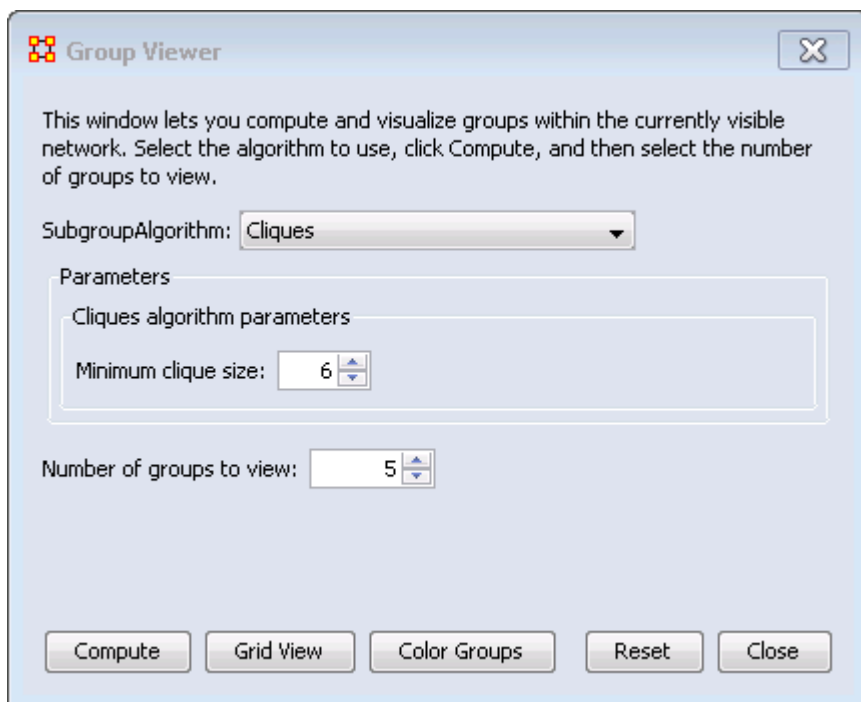 Group Viewer
This window lets you compute and visualize groups within the currently visible
network. Select the algorithm to use, click Compute, and then select the number
of groups to view.
SubgroupAlgorithm: Cliques
Parameters
Cliques algorithm parameters
Minimum clique size: 6
Number of groups to view: 5
Compute Grid View Color Groups Reset Close